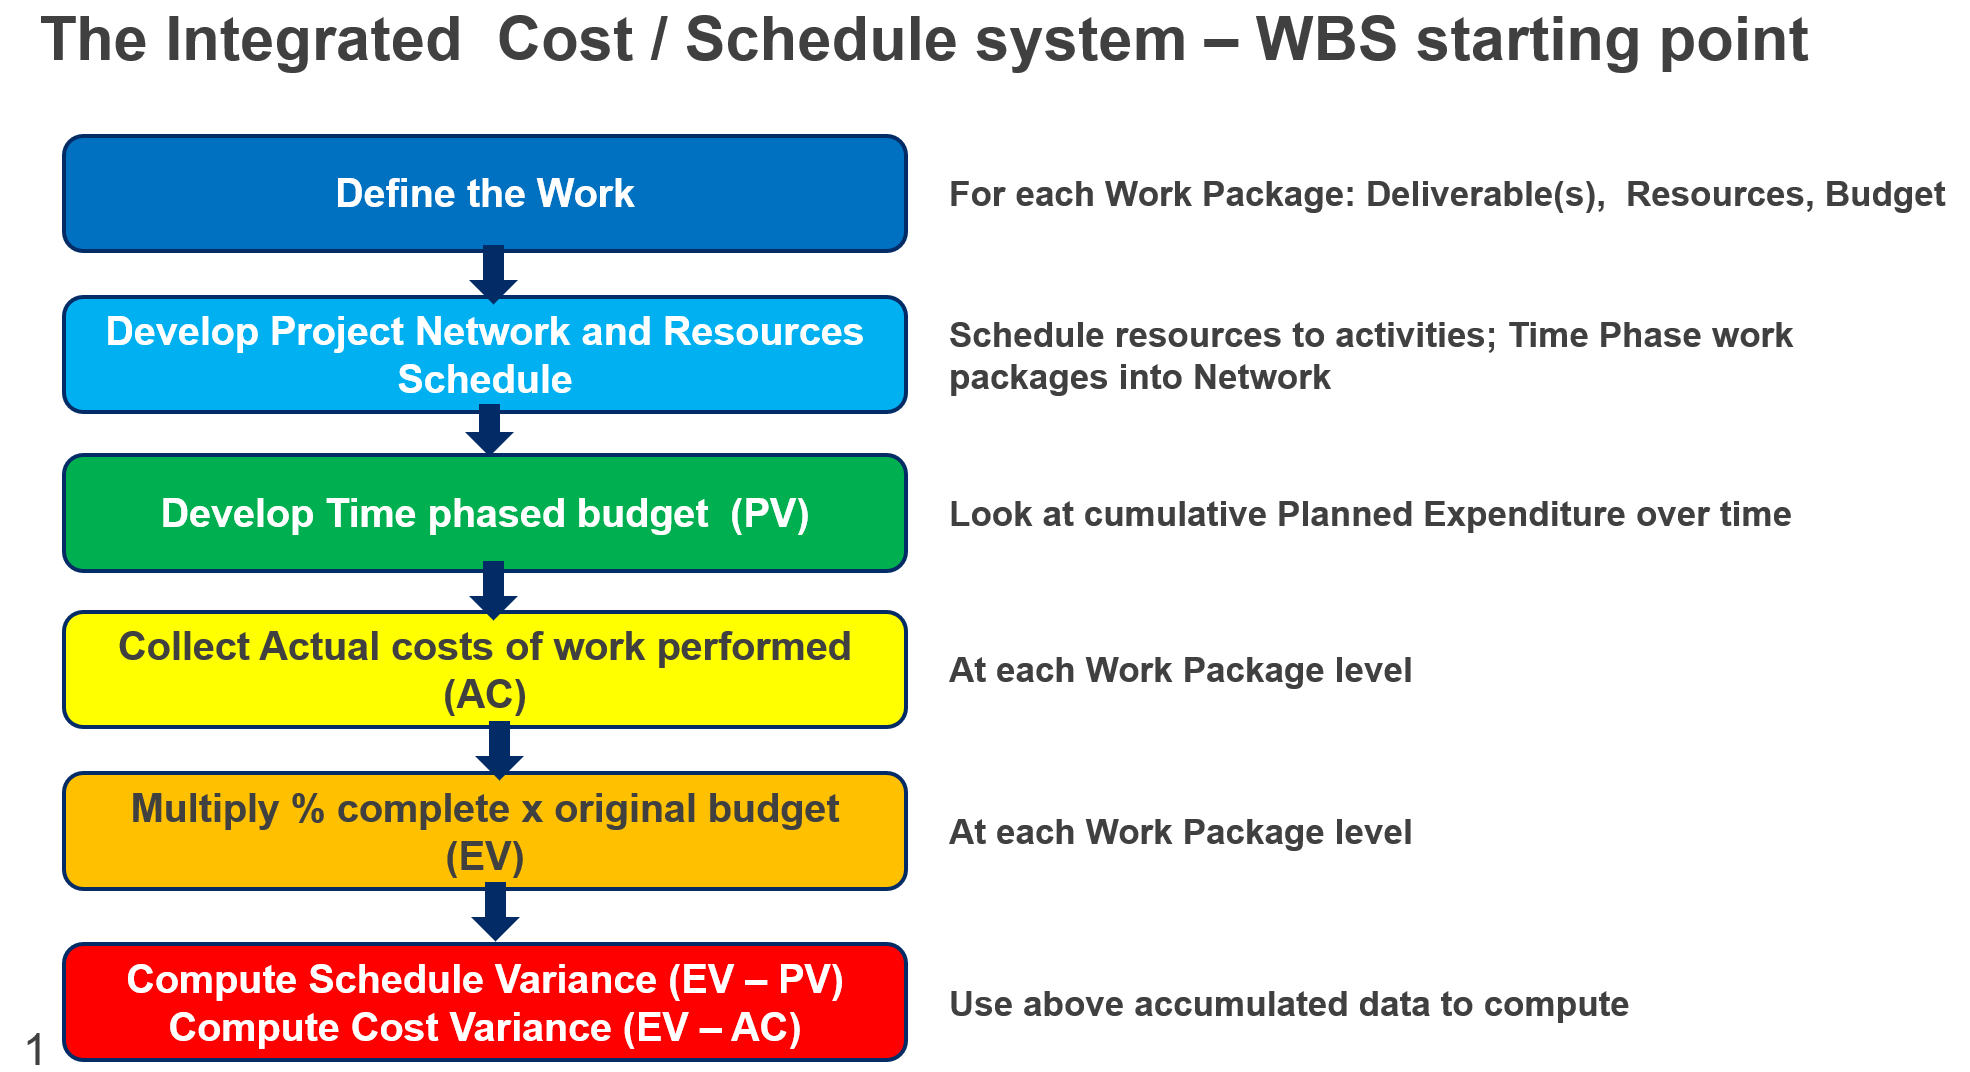 The Integrated  Cost / Schedule system – WBS starting point
Define the Work
For each Work Package: Deliverable(s),  Resources, Budget
Develop Project Network and Resources
Schedule
Schedule resources to activities; Time Phase work
packages into Network
Develop Time phased budget  (PV)
Look at cumulative Planned Expenditure over time
Collect Actual costs of work performed
(AC)
At each Work Package level
Multiply % complete x original budget
(EV)
At each Work Package level
Compute Schedule Variance (EV – PV)
Compute Cost Variance (EV – AC)
Use above accumulated data to compute
1